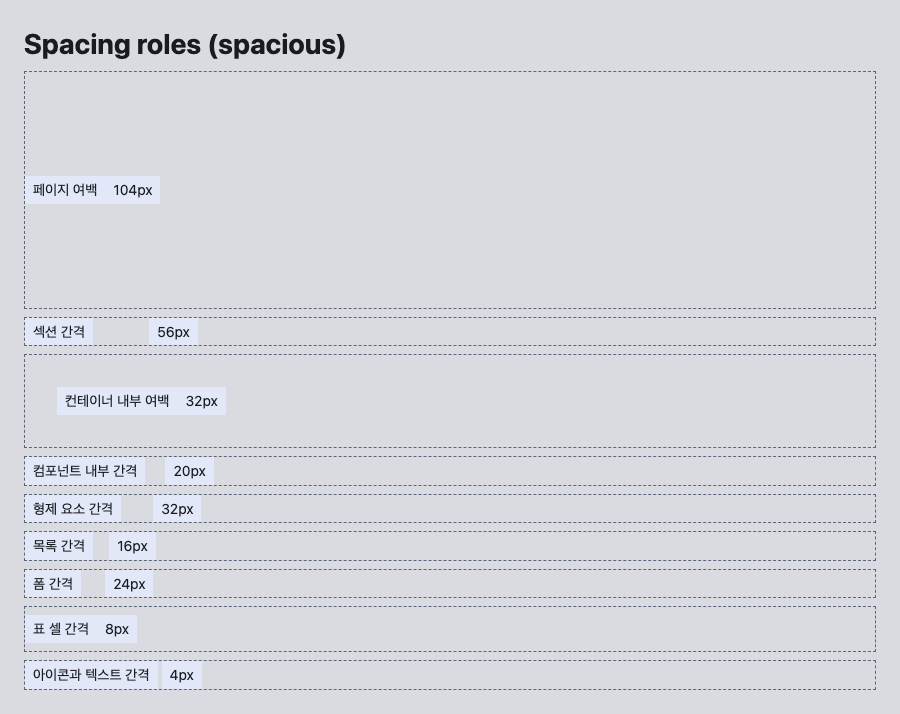 Spacing roles (spacious)
페이지 여백 104px
섹션 간격 56px
컨테이너 내부 여백 32px
컴포넌트 내부 간격 20px
형제 요소 간격 32px
목록 간격 16px
폼 간격 24px
표 셀 간격 8px
아이콘과 텍스트 간격 4px